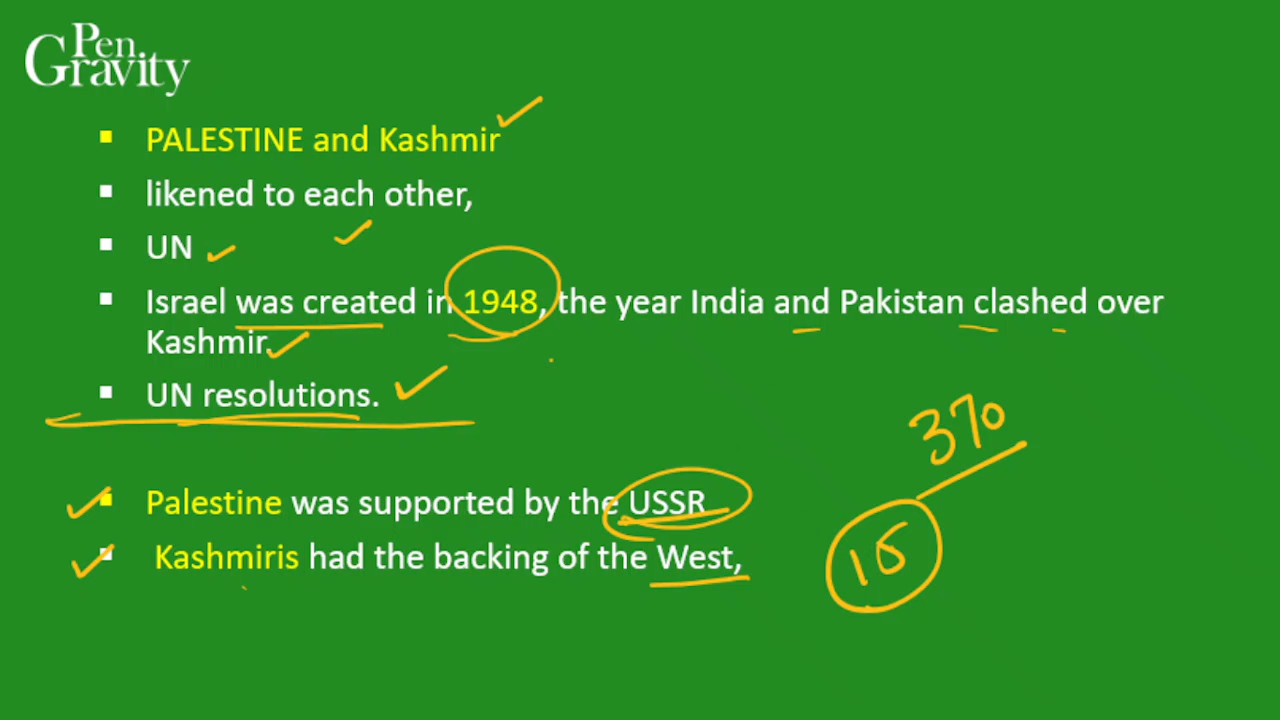 Pen
Gravity
PALESTINE and Kashmir
likened to each other,
UN
Israel was created in 1948, the year India and Pakistan clashed over
Kashmir.
UN resolutions.
370
Palestine was supported by the USSR
Kashmiris had the backing of the West,